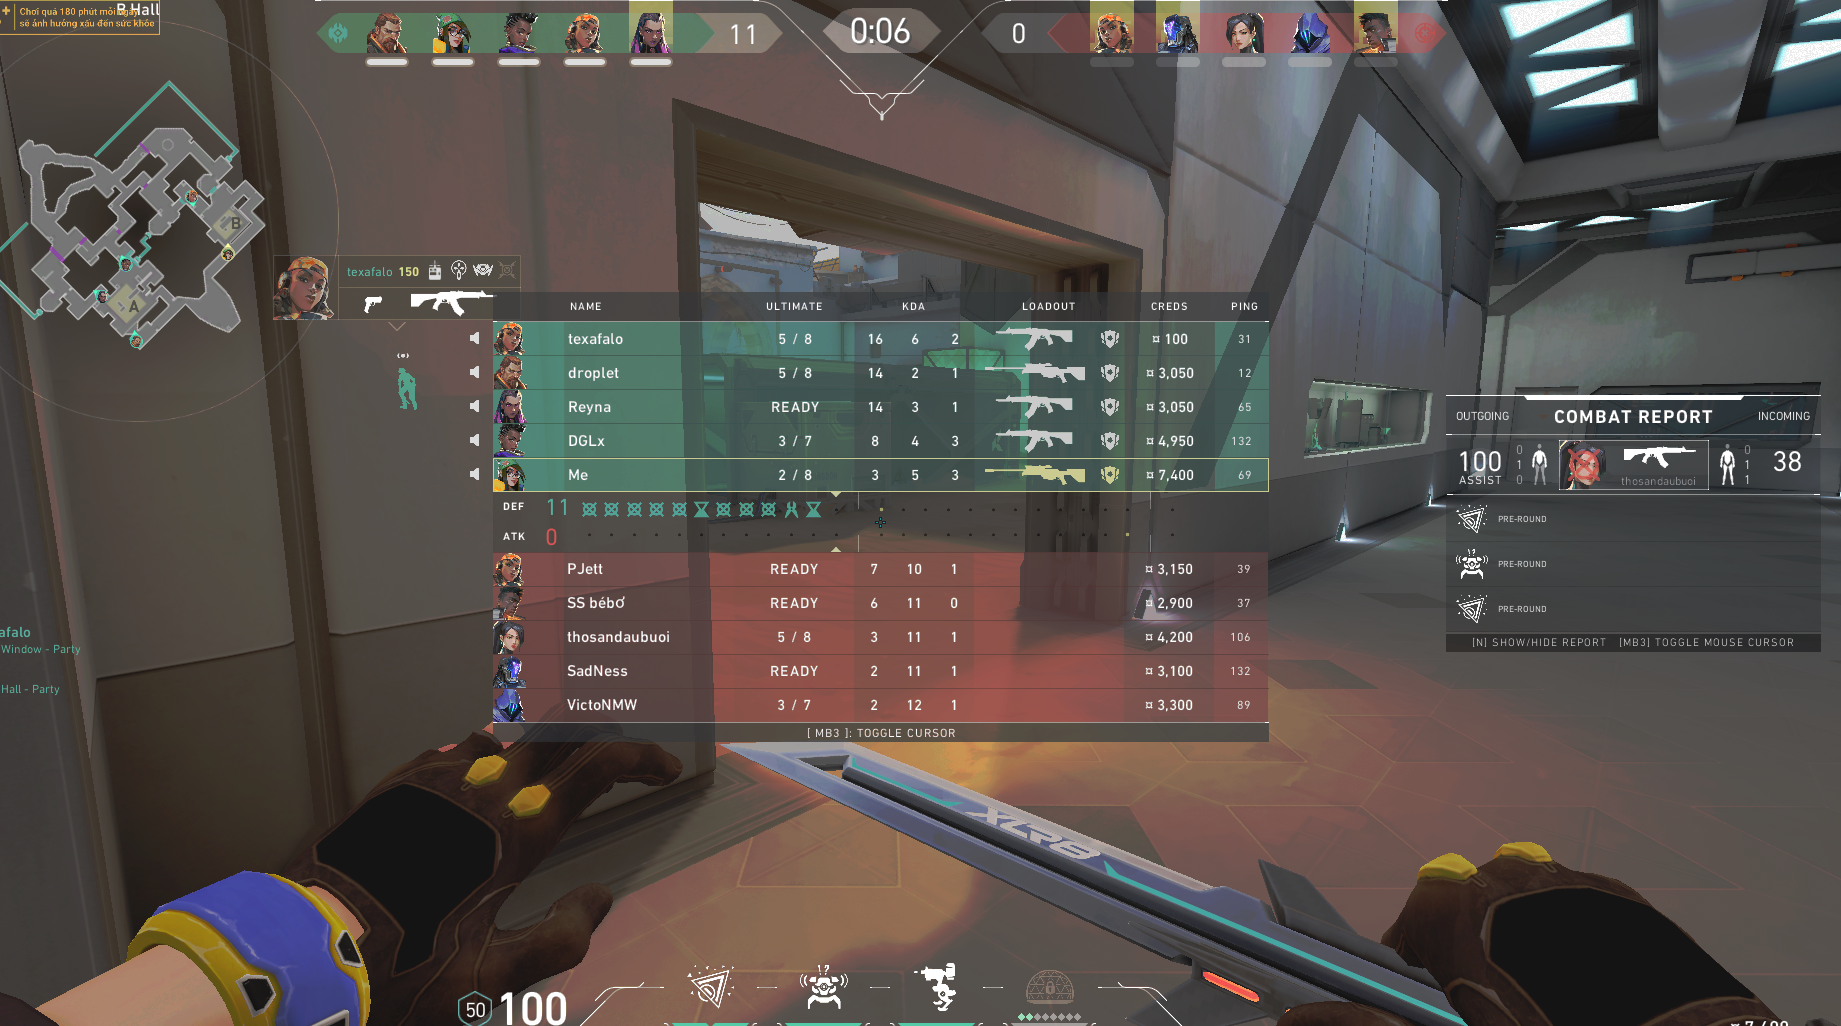 B Hall
Chơi quá 180 phút mỗi ngày
sẽ ảnh hưởng xấu đến sức khỏe
11
0:06
0
B
A
texafalo 150
NAME ULTIMATE KDA LOADOUT CREDS PING
texafalo 5 / 8 16 6 2 ¤ 100 31
droplet 5 / 8 14 2 1 ¤ 3,050 12
Reyna READY 14 3 1 ¤ 3,050 65
DGLx 3 / 7 8 4 3 ¤ 4,950 132
Me 2 / 8 3 5 3 ¤ 7,400 69
DEF 11
ATK 0
PJett READY 7 10 1 ¤ 3,150 39
SS bébơ READY 6 11 0 ¤ 2,900 37
thosandaubuoi 5 / 8 3 11 1 ¤ 4,200 106
SadNess READY 2 11 1 ¤ 3,100 132
VictoNMW 3 / 7 2 12 1 ¤ 3,300 89
[ MB3 ]: TOGGLE CURSOR
OUTGOING COMBAT REPORT INCOMING
100 0 1 0 0 1 1 38
ASSIST thosandaubuoi
PRE-ROUND
PRE-ROUND
PRE-ROUND
[N] SHOW/HIDE REPORT [MB3] TOGGLE MOUSE CURSOR
afalo
Window - Party
Hall - Party
XLR8
50 100